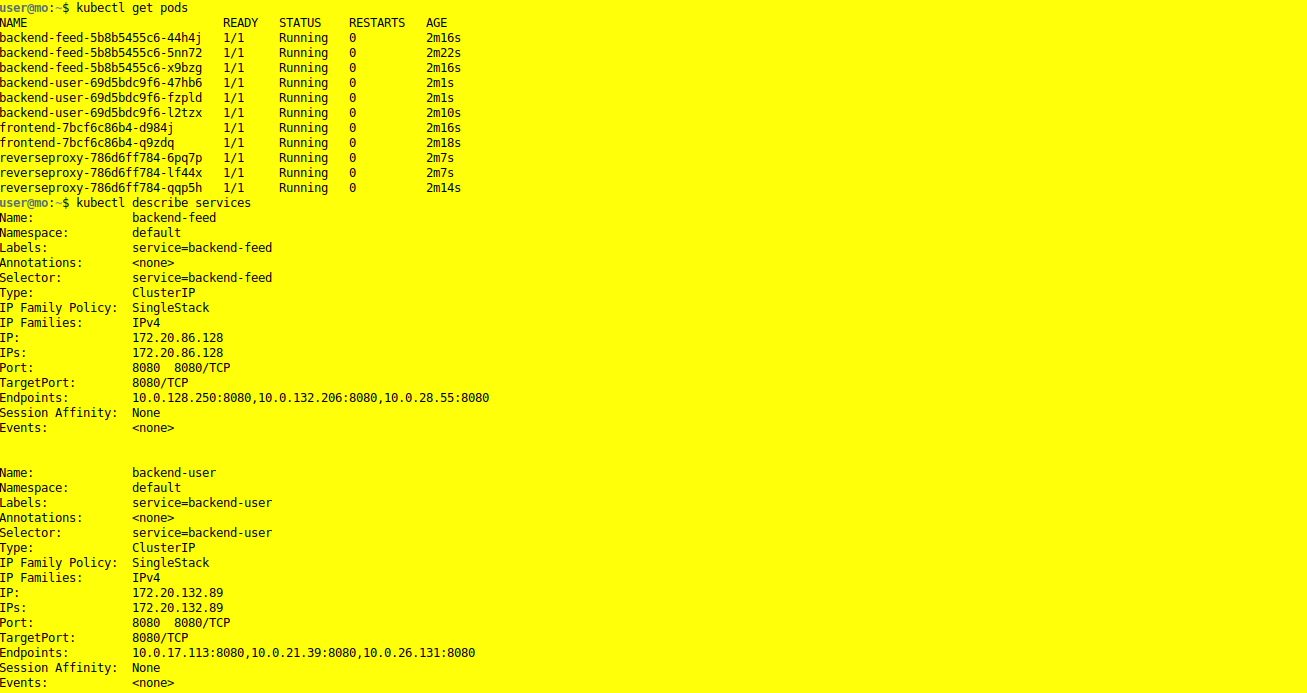 user@mo:~$ kubectl get pods
NAME                            READY   STATUS    RESTARTS   AGE
backend-feed-5b8b5455c6-44h4j   1/1     Running   0          2m16s
backend-feed-5b8b5455c6-5nn72   1/1     Running   0          2m22s
backend-feed-5b8b5455c6-x9bzg   1/1     Running   0          2m16s
backend-user-69d5bdc9f6-47hb6   1/1     Running   0          2m1s
backend-user-69d5bdc9f6-fzpld   1/1     Running   0          2m1s
backend-user-69d5bdc9f6-l2tzx   1/1     Running   0          2m10s
frontend-7bcf6c86b4-d984j       1/1     Running   0          2m16s
frontend-7bcf6c86b4-q9zdq       1/1     Running   0          2m18s
reverseproxy-786d6ff784-6pq7p   1/1     Running   0          2m7s
reverseproxy-786d6ff784-lf44x   1/1     Running   0          2m7s
reverseproxy-786d6ff784-qqp5h   1/1     Running   0          2m14s
user@mo:~$ kubectl describe services
Name:              backend-feed
Namespace:         default
Labels:            service=backend-feed
Annotations:       <none>
Selector:          service=backend-feed
Type:              ClusterIP
IP Family Policy:  SingleStack
IP Families:       IPv4
IP:                172.20.86.128
IPs:               172.20.86.128
Port:              8080  8080/TCP
TargetPort:        8080/TCP
Endpoints:         10.0.128.250:8080,10.0.132.206:8080,10.0.28.55:8080
Session Affinity:  None
Events:            <none>
Name:              backend-user
Namespace:         default
Labels:            service=backend-user
Annotations:       <none>
Selector:          service=backend-user
Type:              ClusterIP
IP Family Policy:  SingleStack
IP Families:       IPv4
IP:                172.20.132.89
IPs:               172.20.132.89
Port:              8080  8080/TCP
TargetPort:        8080/TCP
Endpoints:         10.0.17.113:8080,10.0.21.39:8080,10.0.26.131:8080
Session Affinity:  None
Events:            <none>